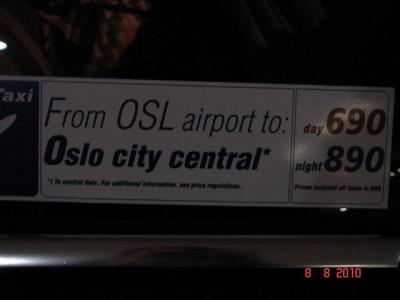 Taxi
From OSL airport to:
Oslo city central*
*) To central Oslo. For additional information, see price regulations.
day 690
night 890
Prices included all taxes in NOK
8 8 2010